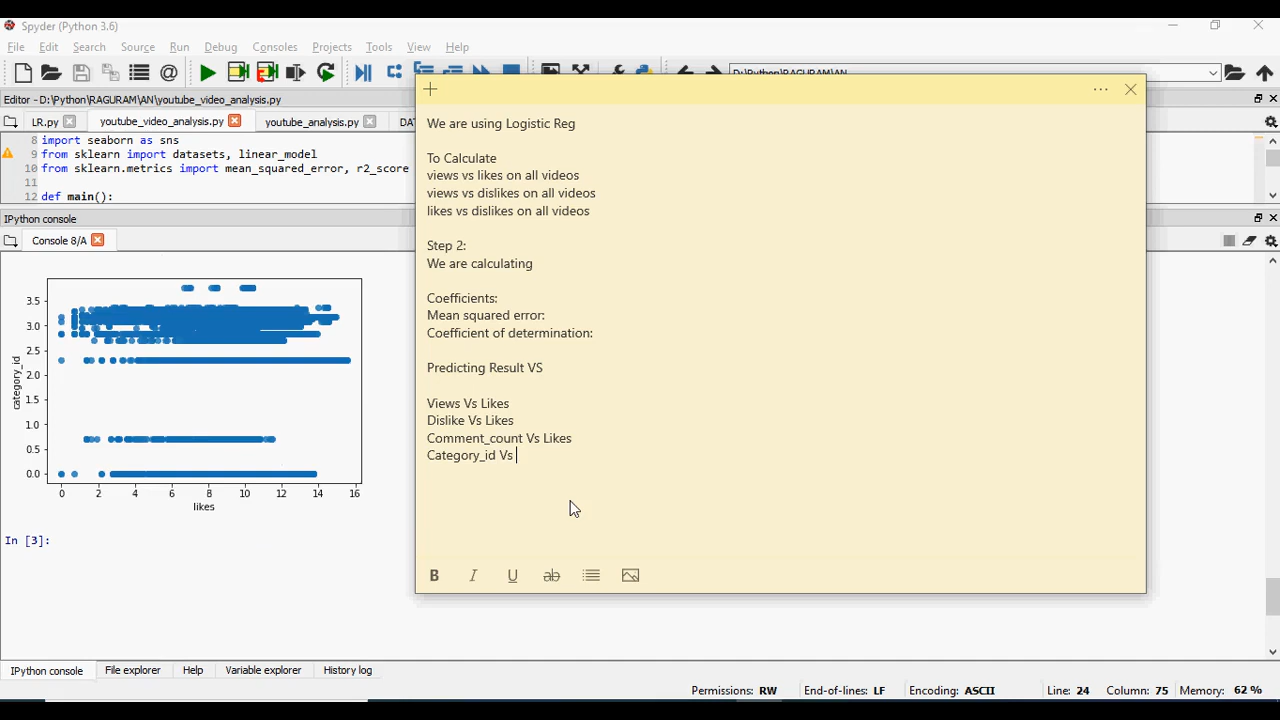 Spyder (Python 3.6)
File Edit Search Source Run Debug Consoles Projects Tools View Help
D:\Python\RAGURAM\AN
Editor - D:\Python\RAGURAM\AN\youtube_video_analysis.py
LR.py youtube_video_analysis.py youtube_analysis.py DA
8 import seaborn as sns
9 from sklearn import datasets, linear_model
10 from sklearn.metrics import mean_squared_error, r2_score
11
12 def main():
IPython console
Console 8/A
3.5
3.0
2.5
2.0
1.5
1.0
0.5
0.0
category_id
0 2 4 6 8 10 12 14 16
likes
In [3]:
We are using Logistic Reg
To Calculate
views vs likes on all videos
views vs dislikes on all videos
likes vs dislikes on all videos
Step 2:
We are calculating
Coefficients:
Mean squared error:
Coefficient of determination:
Predicting Result VS
Views Vs Likes
Dislike Vs Likes
Comment_count Vs Likes
Category_id Vs
B I U ab
IPython console File explorer Help Variable explorer History log
Permissions: RW End-of-lines: LF Encoding: ASCII Line: 24 Column: 75 Memory: 62 %